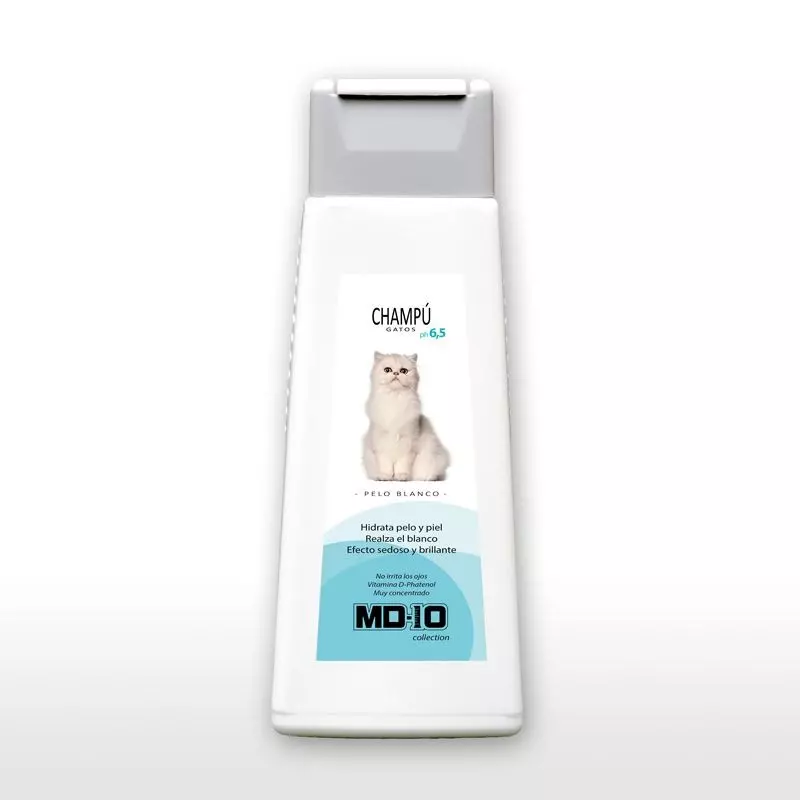 CHAMPÚ
GATOS
ph 6,5
- PELO BLANCO -
Hidrata pelo y piel
Realza el blanco
Efecto sedoso y brillante
No irrita los ojos
Vitamina D-Phatenol
Muy concentrado
MD-10
collection